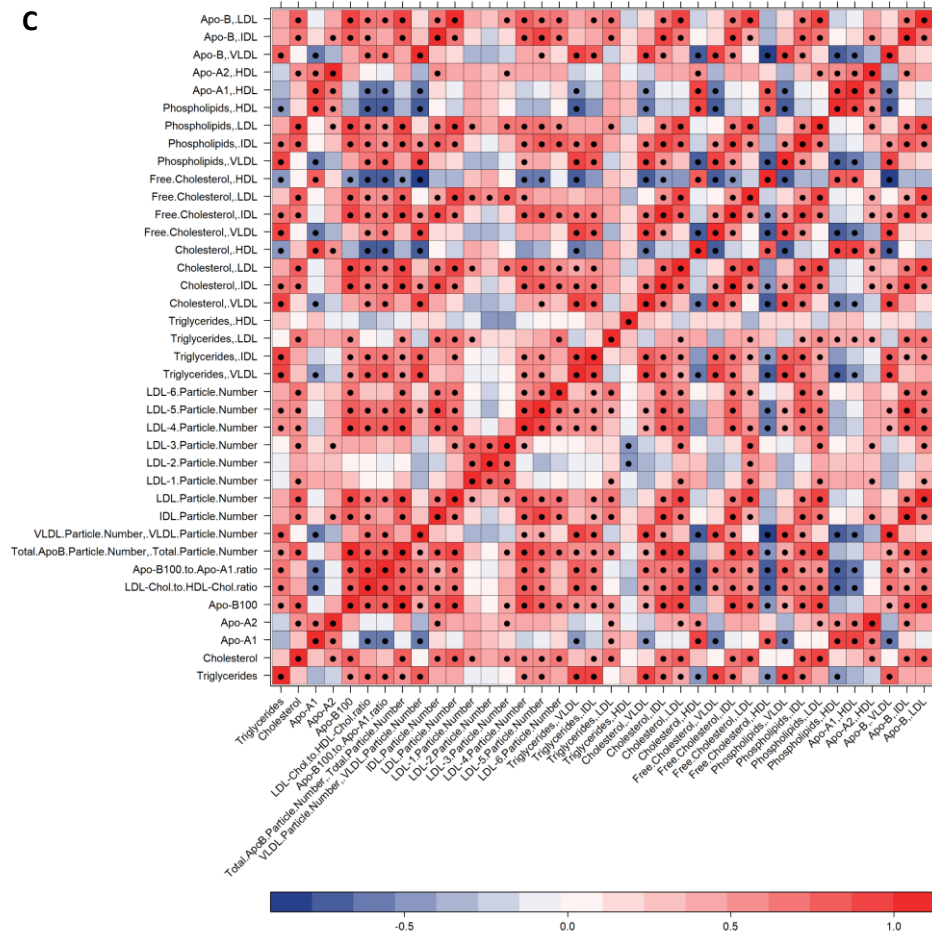 C
Apo-B,.LDL
Apo-B,.IDL
Apo-B,.VLDL
Apo-A2,.HDL
Apo-A1,.HDL
Phospholipids,.HDL
Phospholipids,.LDL
Phospholipids,.IDL
Phospholipids,.VLDL
Free.Cholesterol,.HDL
Free.Cholesterol,.LDL
Free.Cholesterol,.IDL
Free.Cholesterol,.VLDL
Cholesterol,.HDL
Cholesterol,.LDL
Cholesterol,.IDL
Cholesterol,.VLDL
Triglycerides,.HDL
Triglycerides,.LDL
Triglycerides,.IDL
Triglycerides,.VLDL
LDL-6.Particle.Number
LDL-5.Particle.Number
LDL-4.Particle.Number
LDL-3.Particle.Number
LDL-2.Particle.Number
LDL-1.Particle.Number
LDL.Particle.Number
IDL.Particle.Number
VLDL.Particle.Number,.VLDL.Particle.Number
Total.ApoB.Particle.Number,.Total.Particle.Number
Apo-B100.to.Apo-A1.ratio
LDL-Chol.to.HDL-Chol.ratio
Apo-B100
Apo-A2
Apo-A1
Cholesterol
Triglycerides
Triglycerides
Cholesterol
Apo-A1
Apo-A2
Apo-B100
LDL-Chol.to.HDL-Chol.ratio
Apo-B100.to.Apo-A1.ratio
Total.ApoB.Particle.Number,.Total.Particle.Number
VLDL.Particle.Number,.VLDL.Particle.Number
IDL.Particle.Number
LDL.Particle.Number
LDL-1.Particle.Number
LDL-2.Particle.Number
LDL-3.Particle.Number
LDL-4.Particle.Number
LDL-5.Particle.Number
LDL-6.Particle.Number
Triglycerides,.VLDL
Triglycerides,.IDL
Triglycerides,.LDL
Triglycerides,.HDL
Cholesterol,.VLDL
Cholesterol,.IDL
Cholesterol,.LDL
Cholesterol,.HDL
Free.Cholesterol,.VLDL
Free.Cholesterol,.IDL
Free.Cholesterol,.LDL
Free.Cholesterol,.HDL
Phospholipids,.VLDL
Phospholipids,.IDL
Phospholipids,.LDL
Phospholipids,.HDL
Apo-A1,.HDL
Apo-A2,.HDL
Apo-B,.VLDL
Apo-B,.IDL
Apo-B,.LDL
-0.5 0.0 0.5 1.0